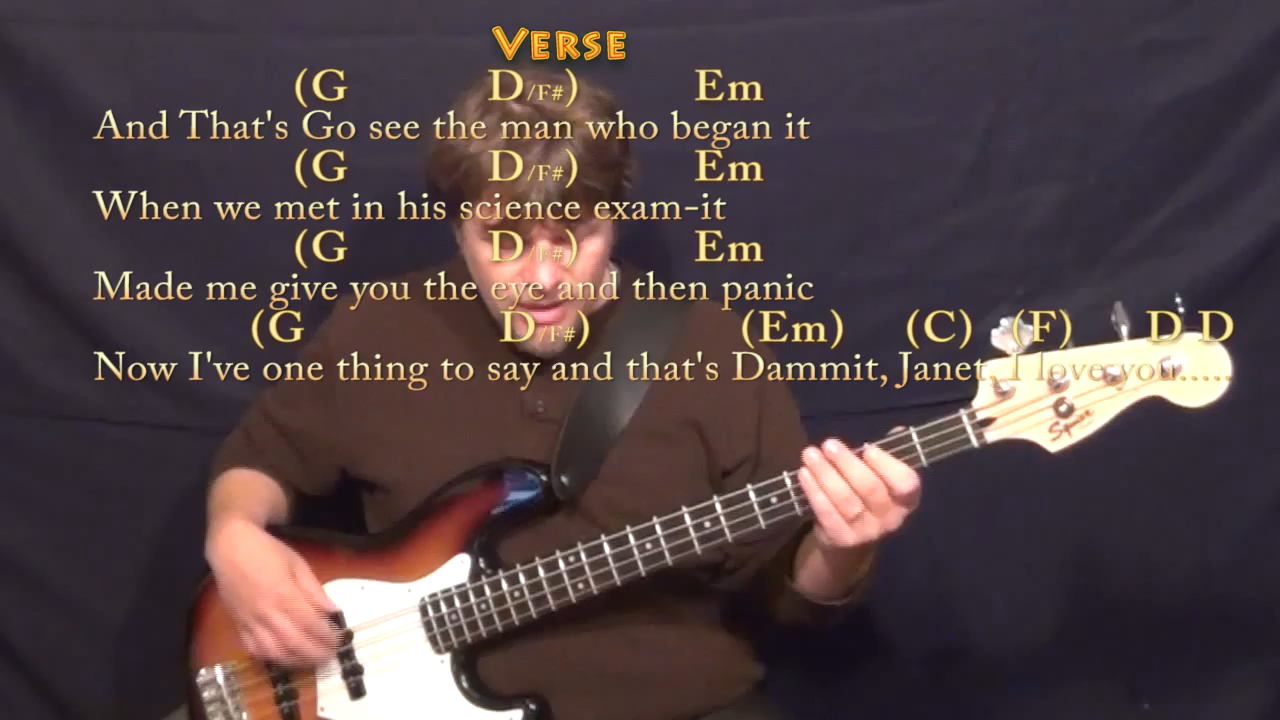 VERSE
(G D/F#) Em
And That's Go see the man who began it
(G D/F#) Em
When we met in his science exam-it
(G D/F#) Em
Made me give you the eye and then panic
(G D/F#) (Em) (C) (F) D D
Now I've one thing to say and that's Dammit, Janet, I love you.....
Squier